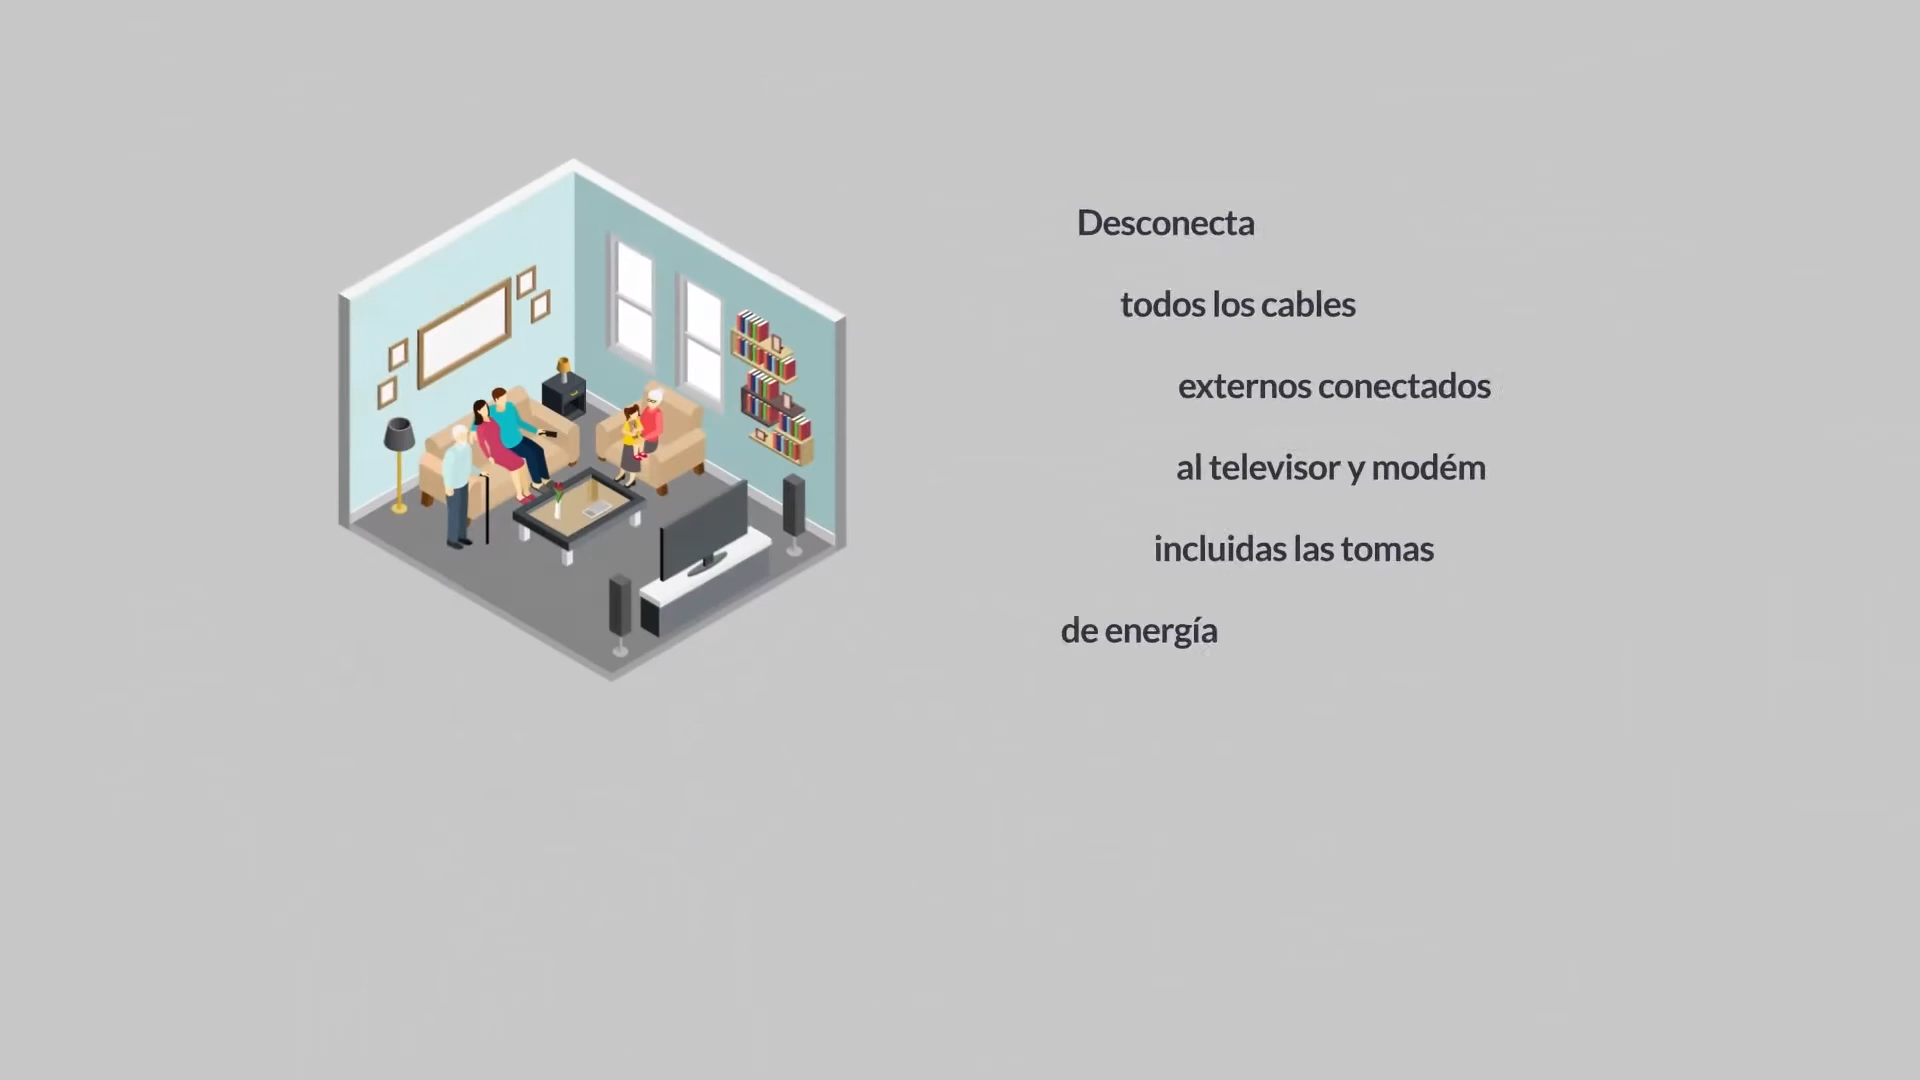 Desconecta
todos los cables
externos conectados
al televisor y modém
incluidas las tomas
de energía